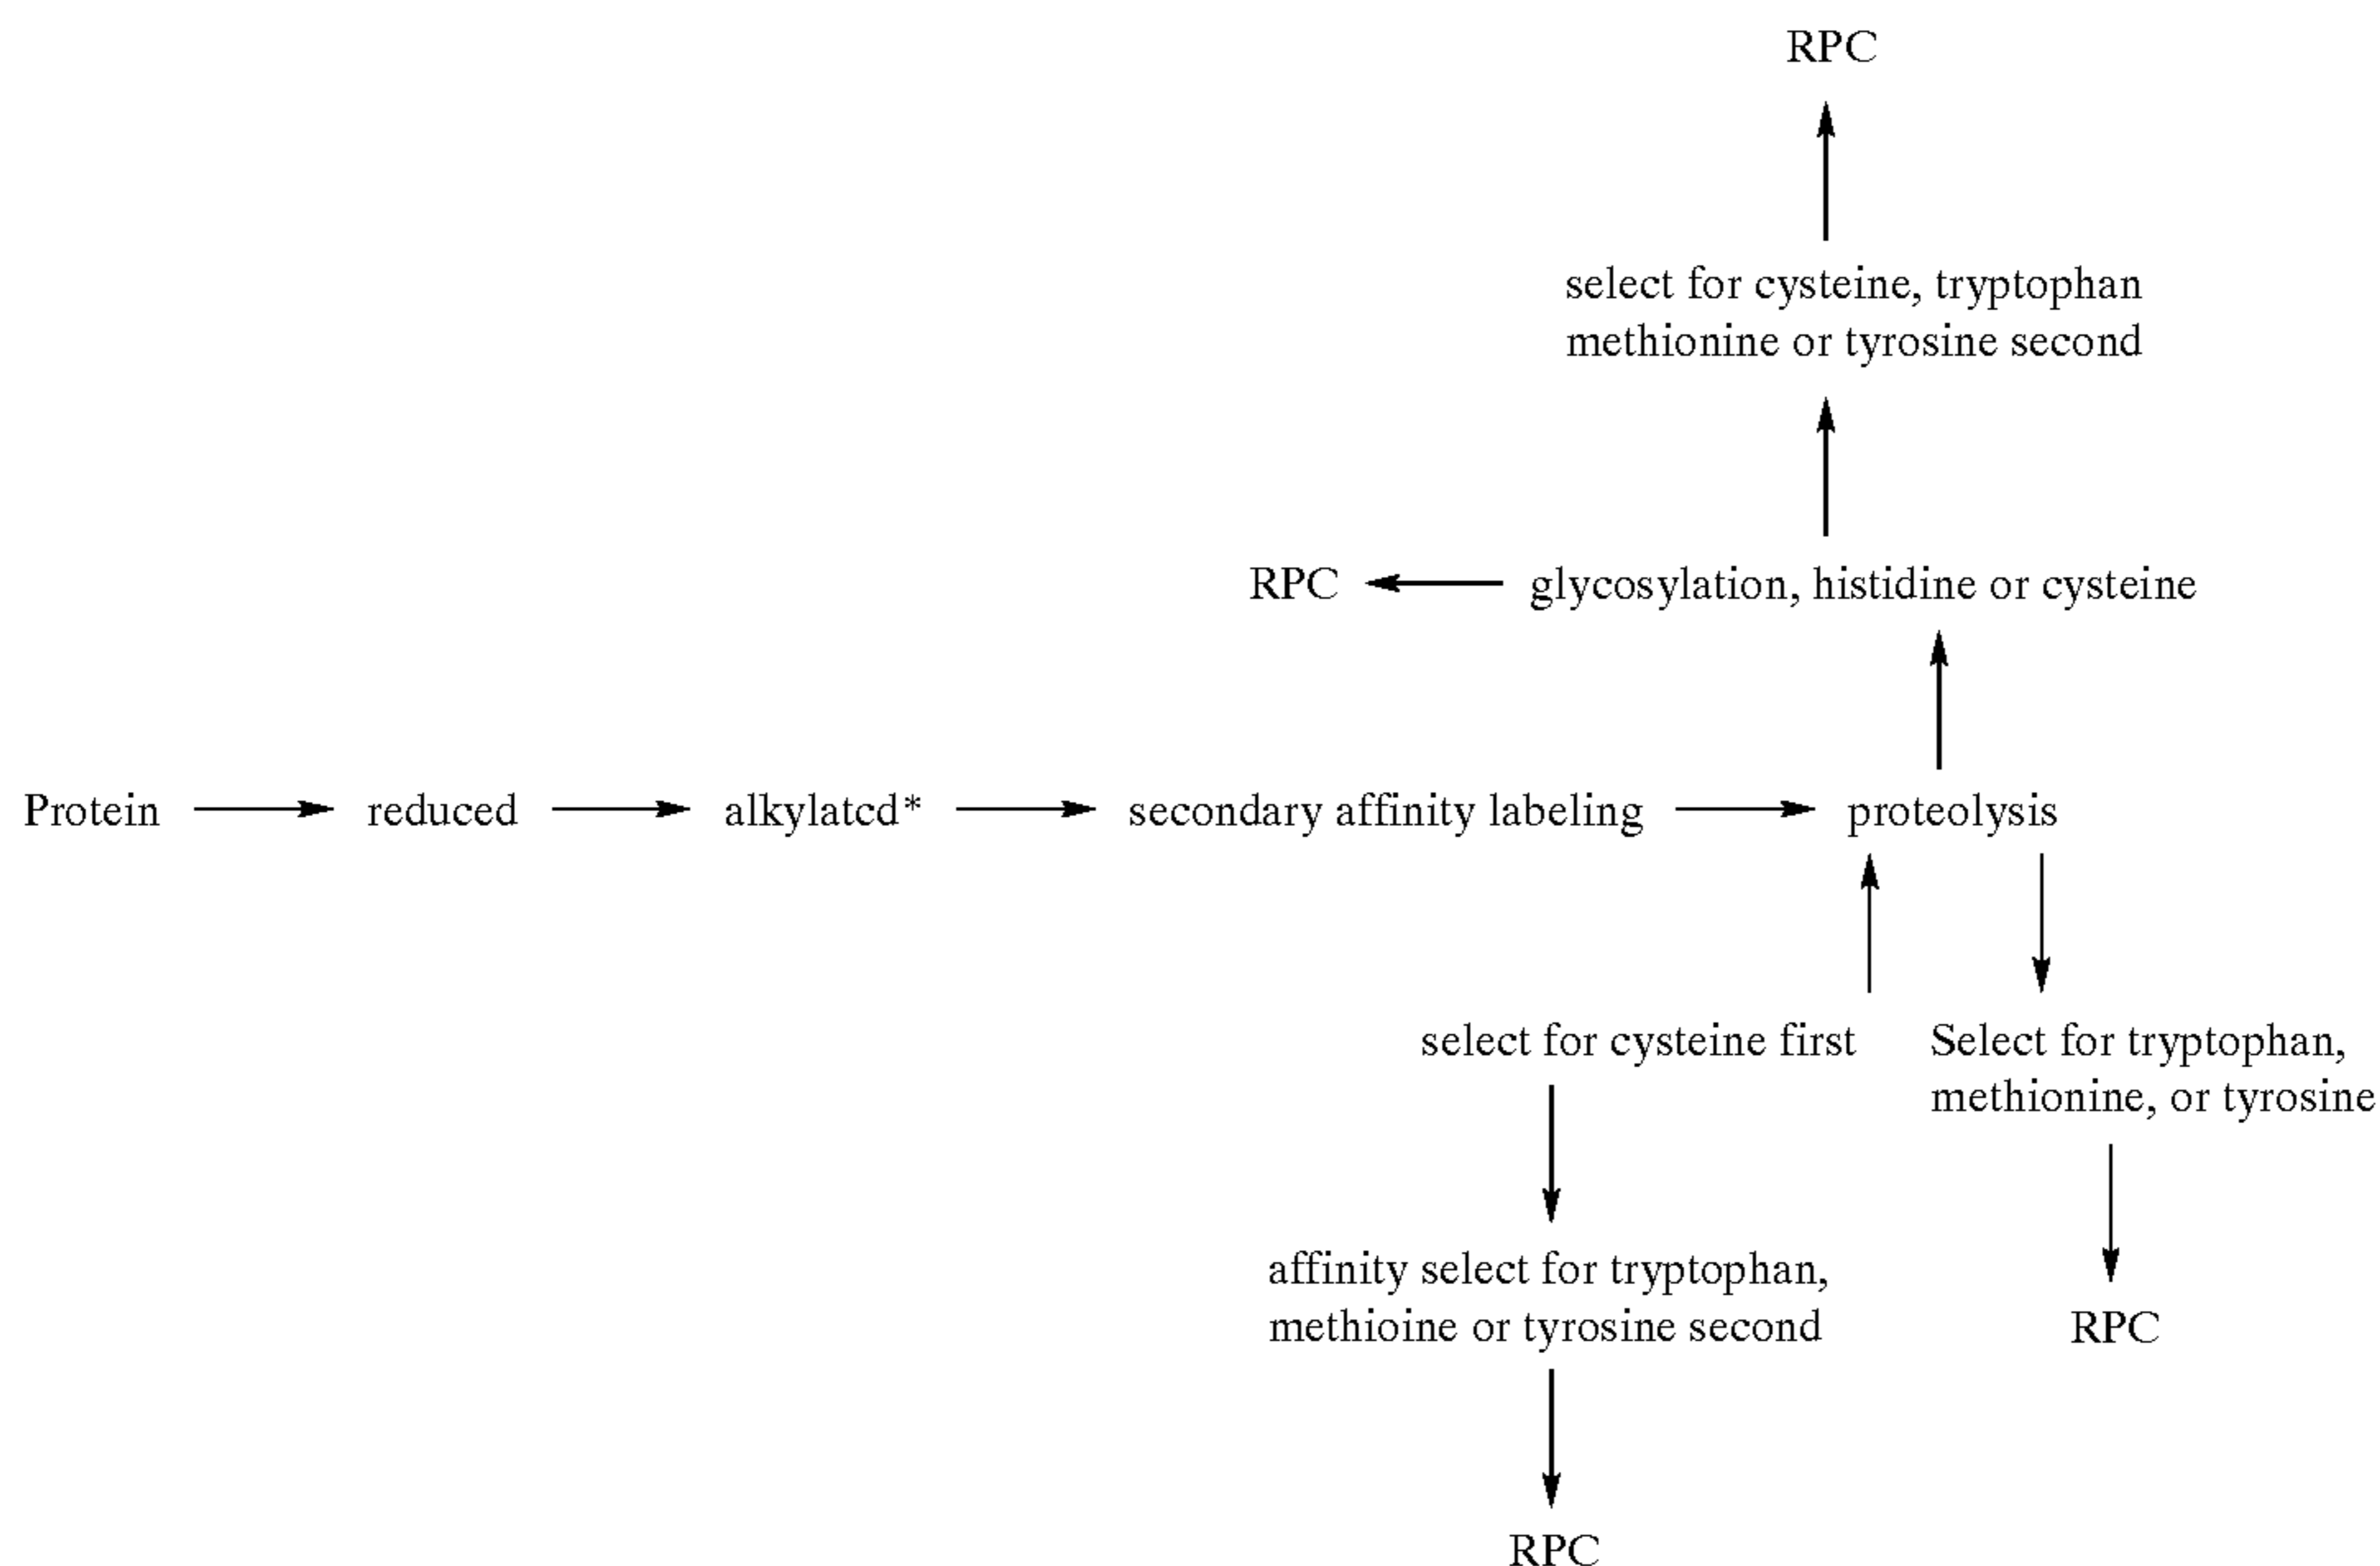 RPC
select for cysteine, tryptophan
methionine or tyrosine second
RPC
glycosylation, histidine or cysteine
Protein
reduced
alkylatcd*
secondary affinity labeling
proteolysis
select for cysteine first
Select for tryptophan,
methionine, or tyrosine
affinity select for tryptophan,
methioine or tyrosine second
RPC
RPC